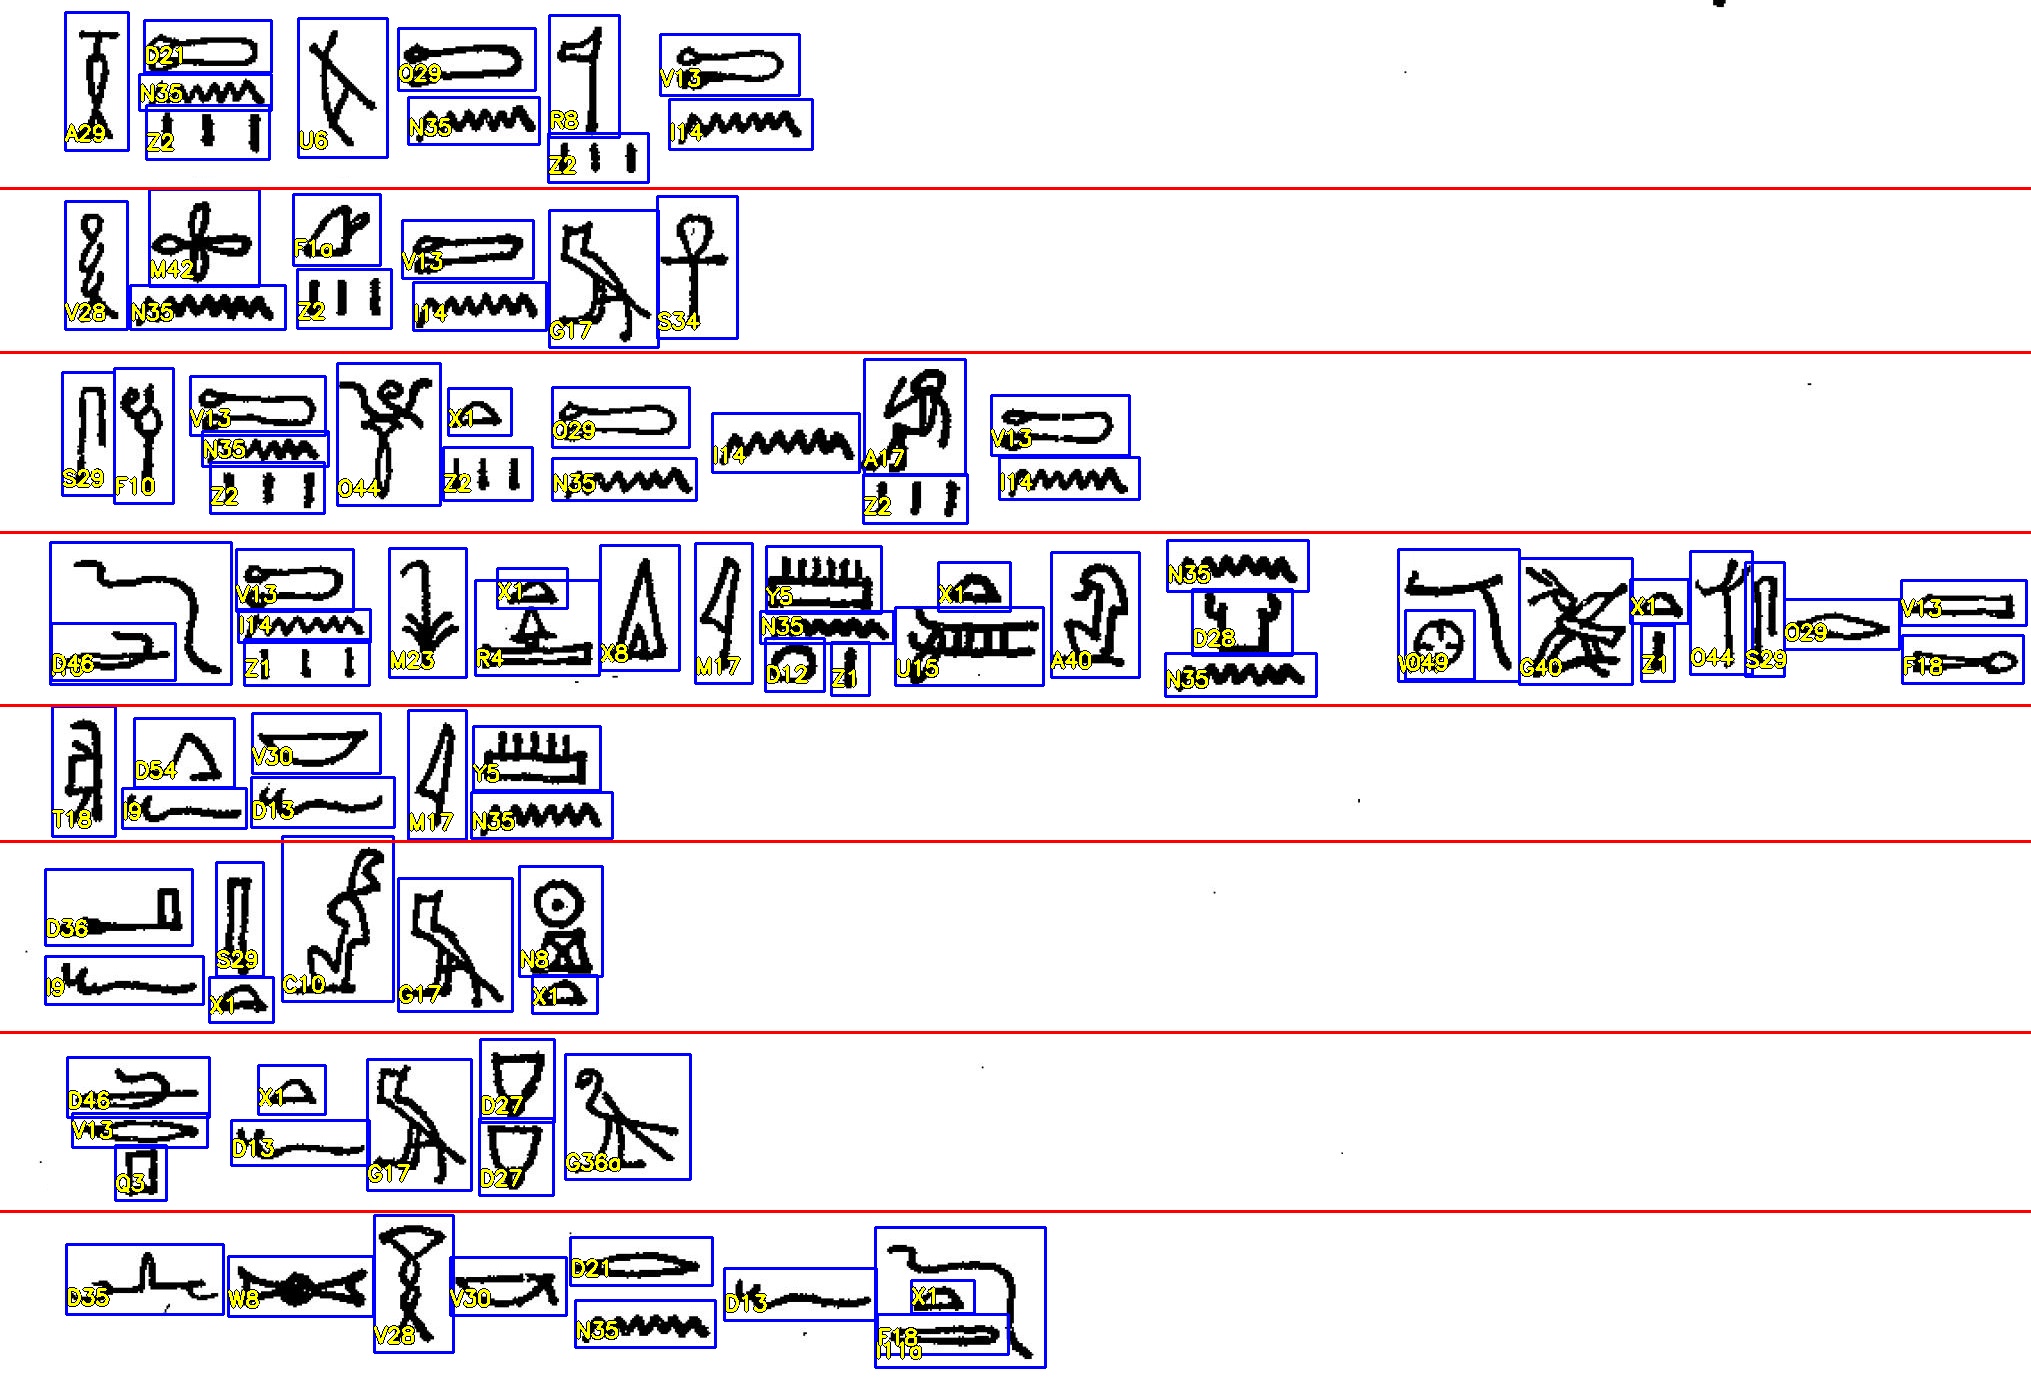 A29 D21 N35 Z2 U6 O29 N35 R8 Z2 V13 I14
V28 M42 N35 F1a Z2 V13 I14 G17 S34
S29 F10 V13 N35 Z2 O44 X1 Z2 O29 N35 I14 A17 Z2 V13 I14
D46 V13 I14 Z1 M23 X1 R4 X8 M17 Y5 N35 D12 Z1 X1 U15 A40 N35 D28 N35 O49 G40 X1 Z1 O44 S29 O29 V13 F18
T18 D54 I9 V30 D13 M17 Y5 N35
D36 I9 S29 X1 C10 G17 N8 X1
D46 V13 Q3 X1 D13 G17 D27 D27 G36a
D35 W8 V28 V30 D21 N35 D13 X1 F18 I11a